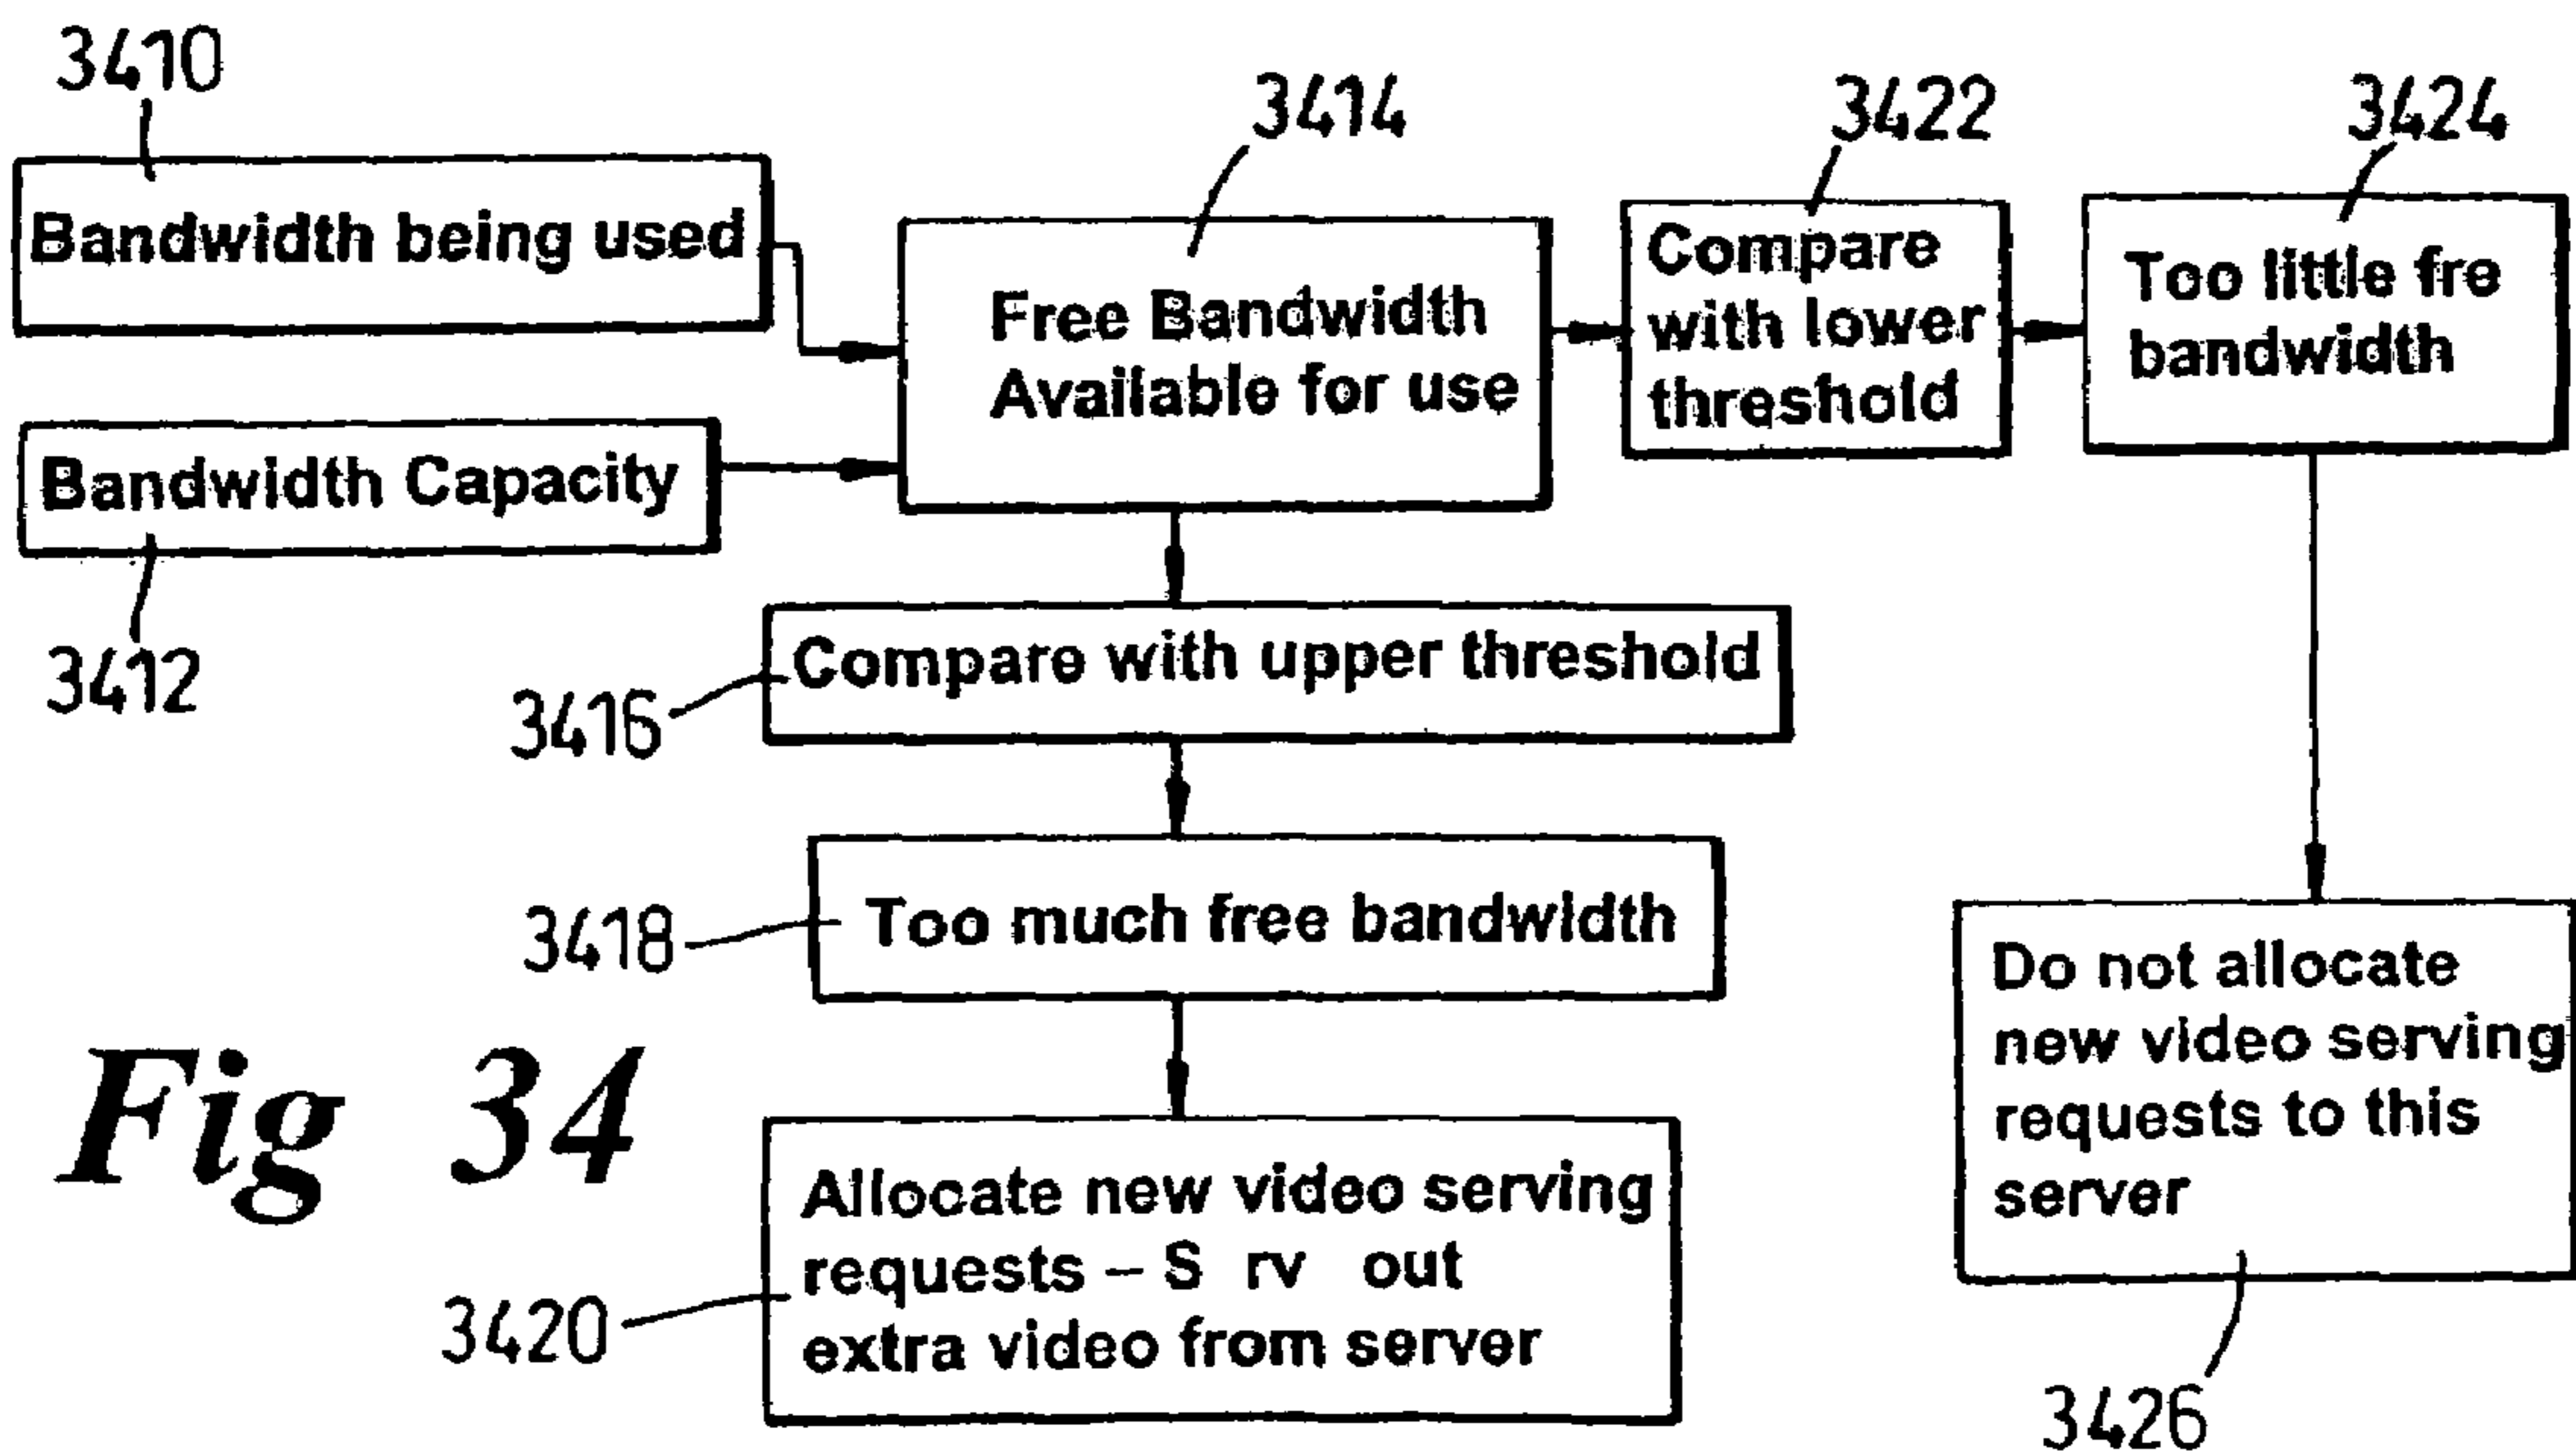 3410
3414
3422
3424
Bandwidth being used
Free Bandwidth
Available for use
Compare
with lower
threshold
Too little fre
bandwidth
Bandwidth Capacity
3412
3416
Compare with upper threshold
3418
Too much free bandwidth
Do not allocate
new video serving
requests to this
server
Fig 34
Allocate new video serving
requests – S rv out
extra video from server
3420
3426